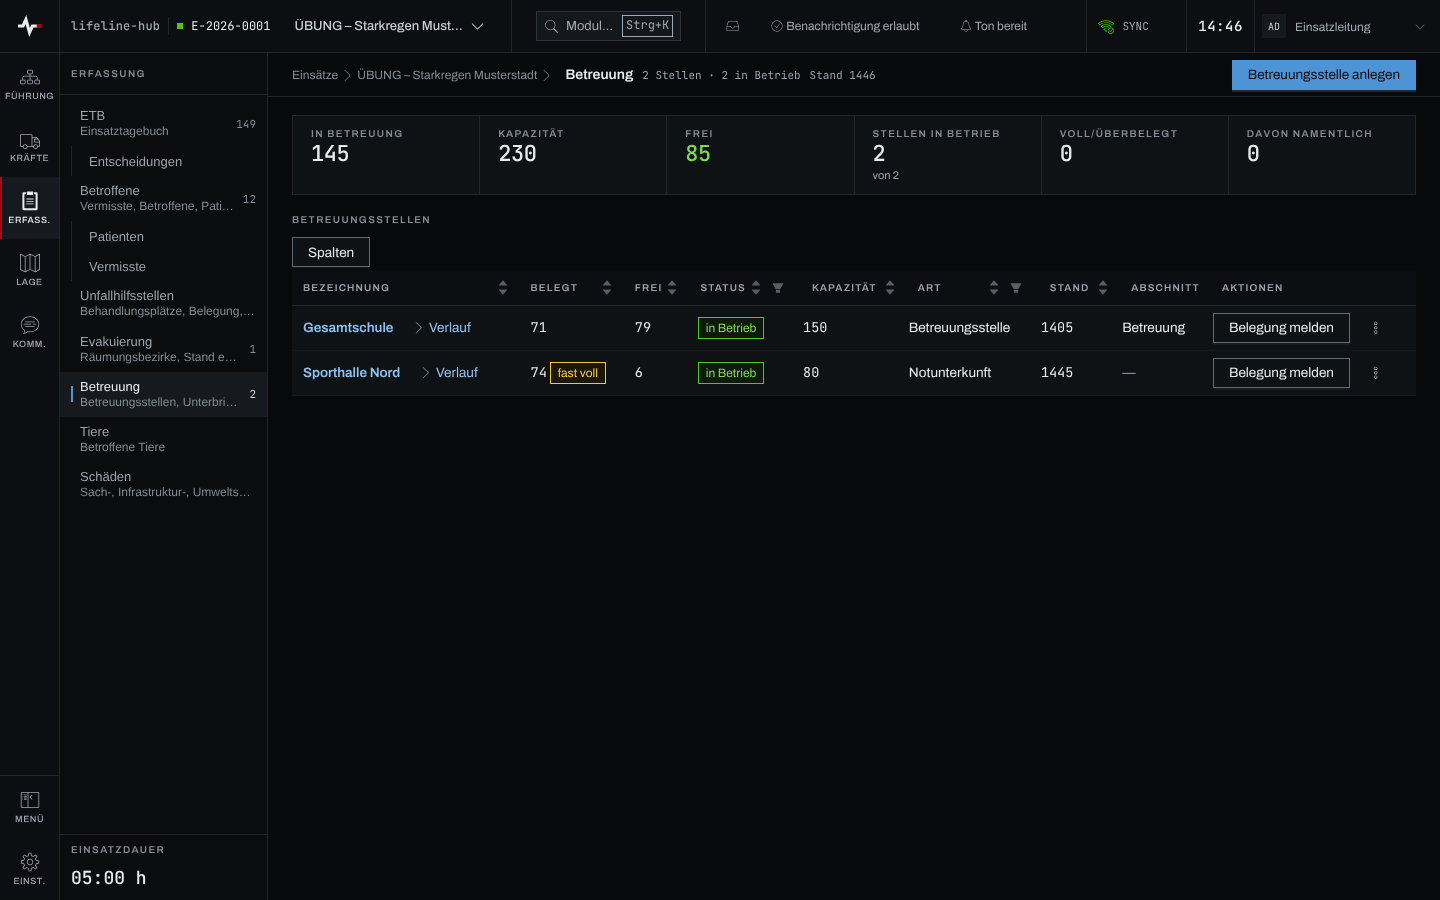 lifeline-hub
E-2026-0001
ÜBUNG – Starkregen Must...
Modul...
Strg+K
Benachrichtigung erlaubt
Ton bereit
SYNC
14:46
AD
Einsatzleitung
FÜHRUNG
KRÄFTE
ERFASS.
LAGE
KOMM.
MENÜ
EINST.
ERFASSUNG
ETB
Einsatztagebuch
149
Entscheidungen
Betroffene
Vermisste, Betroffene, Pati...
12
Patienten
Vermisste
Unfallhilfsstellen
Behandlungsplätze, Belegung,...
Evakuierung
Räumungsbezirke, Stand e...
1
Betreuung
Betreuungsstellen, Unterbri...
2
Tiere
Betroffene Tiere
Schäden
Sach-, Infrastruktur-, Umwelts...
EINSATZDAUER
05:00 h
Einsätze
ÜBUNG – Starkregen Musterstadt
Betreuung
2 Stellen · 2 in Betrieb
Stand 1446
Betreuungsstelle anlegen
IN BETREUUNG
145
KAPAZITÄT
230
FREI
85
STELLEN IN BETRIEB
2
von 2
VOLL/ÜBERBELEGT
0
DAVON NAMENTLICH
0
BETREUUNGSSTELLEN
Spalten
BEZEICHNUNG BELEGT FREI STATUS KAPAZITÄT ART STAND ABSCHNITT AKTIONEN
Gesamtschule Verlauf 71 79 in Betrieb 150 Betreuungsstelle 1405 Betreuung Belegung melden
Sporthalle Nord Verlauf 74 fast voll 6 in Betrieb 80 Notunterkunft 1445 — Belegung melden